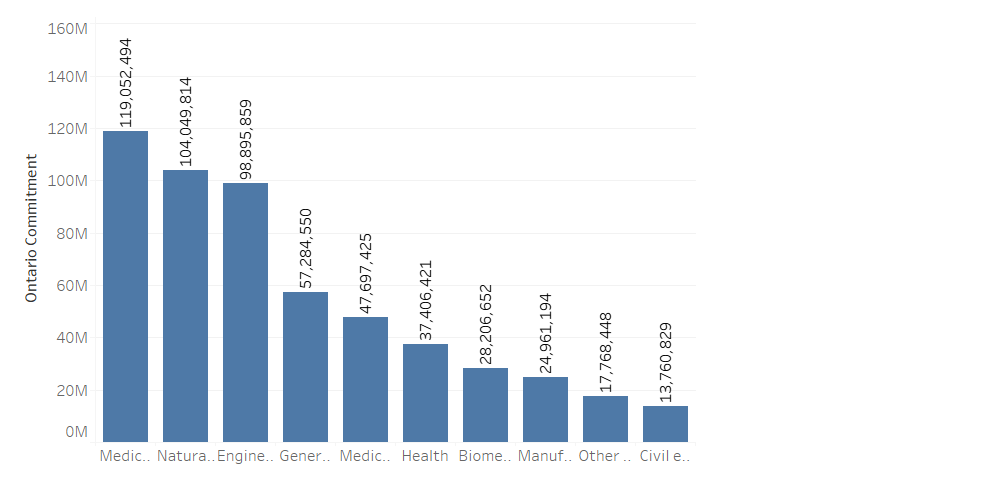 Ontario Commitment
160M
140M
120M
100M
80M
60M
40M
20M
0M
119,052,494
104,049,814
98,895,859
57,284,550
47,697,425
37,406,421
28,206,652
24,961,194
17,768,448
13,760,829
Medic.. Natura.. Engine.. Gener.. Medic.. Health Biome.. Manuf.. Other .. Civil e..